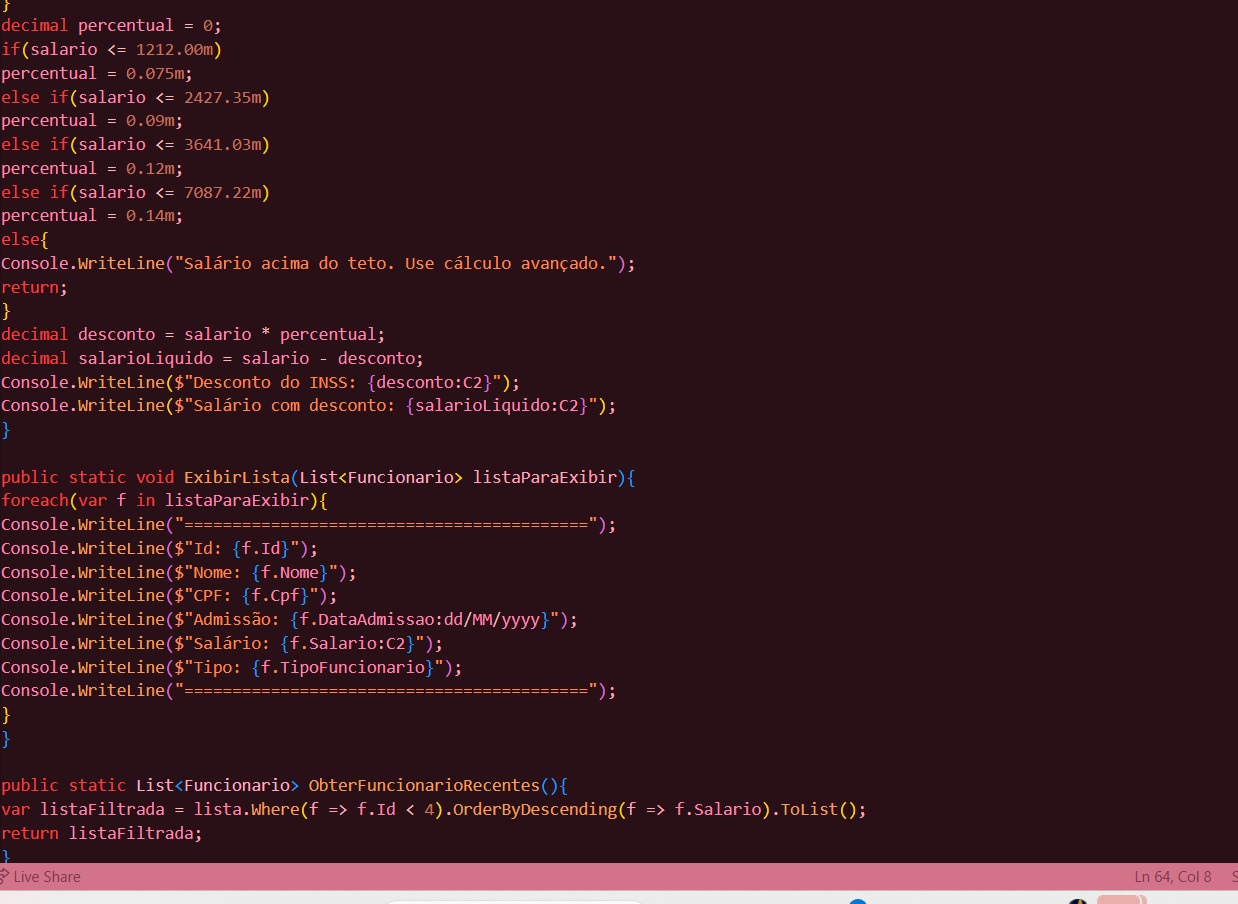 }
decimal percentual = 0;
if(salario <= 1212.00m)
percentual = 0.075m;
else if(salario <= 2427.35m)
percentual = 0.09m;
else if(salario <= 3641.03m)
percentual = 0.12m;
else if(salario <= 7087.22m)
percentual = 0.14m;
else{
Console.WriteLine("Salário acima do teto. Use cálculo avançado.");
return;
}
decimal desconto = salario * percentual;
decimal salarioLiquido = salario - desconto;
Console.WriteLine($"Desconto do INSS: {desconto:C2}");
Console.WriteLine($"Salário com desconto: {salarioLiquido:C2}");
}
public static void ExibirLista(List<Funcionario> listaParaExibir){
foreach(var f in listaParaExibir){
Console.WriteLine("==========================================");
Console.WriteLine($"Id: {f.Id}");
Console.WriteLine($"Nome: {f.Nome}");
Console.WriteLine($"CPF: {f.Cpf}");
Console.WriteLine($"Admissão: {f.DataAdmissao:dd/MM/yyyy}");
Console.WriteLine($"Salário: {f.Salario:C2}");
Console.WriteLine($"Tipo: {f.TipoFuncionario}");
Console.WriteLine("==========================================");
}
}
public static List<Funcionario> ObterFuncionarioRecentes(){
var listaFiltrada = lista.Where(f => f.Id < 4).OrderByDescending(f => f.Salario).ToList();
return listaFiltrada;
}
Live Share
Ln 64, Col 8